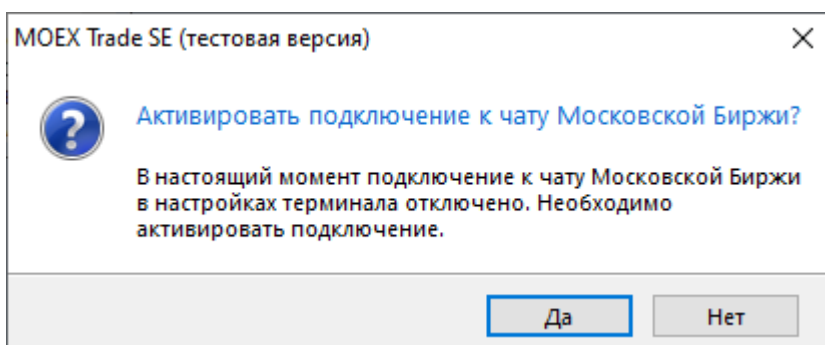 MOEX Trade SE (тестовая версия)
Активировать подключение к чату Московской Биржи?
В настоящий момент подключение к чату Московской Биржи
в настройках терминала отключено. Необходимо
активировать подключение.
Да
Нет